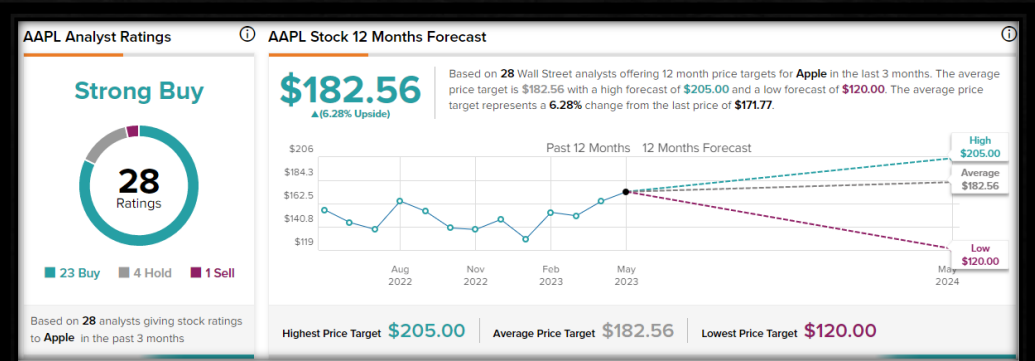 AAPL Analyst Ratings
Strong Buy
28
Ratings
23 Buy
4 Hold
1 Sell
Based on 28 analysts giving stock ratings
to Apple in the past 3 months
AAPL Stock 12 Months Forecast
$182.56
▲(6.28% Upside)
Based on 28 Wall Street analysts offering 12 month price targets for Apple in the last 3 months. The average
price target is $182.56 with a high forecast of $205.00 and a low forecast of $120.00. The average price
target represents a 6.28% change from the last price of $171.77.
Past 12 Months 12 Months Forecast
$206
$184.3
$162.5
$140.8
$119
High
$205.00
Average
$182.56
Low
$120.00
Aug
2022
Nov
2022
Feb
2023
May
2023
May
2024
Highest Price Target $205.00
Average Price Target $182.56
Lowest Price Target $120.00